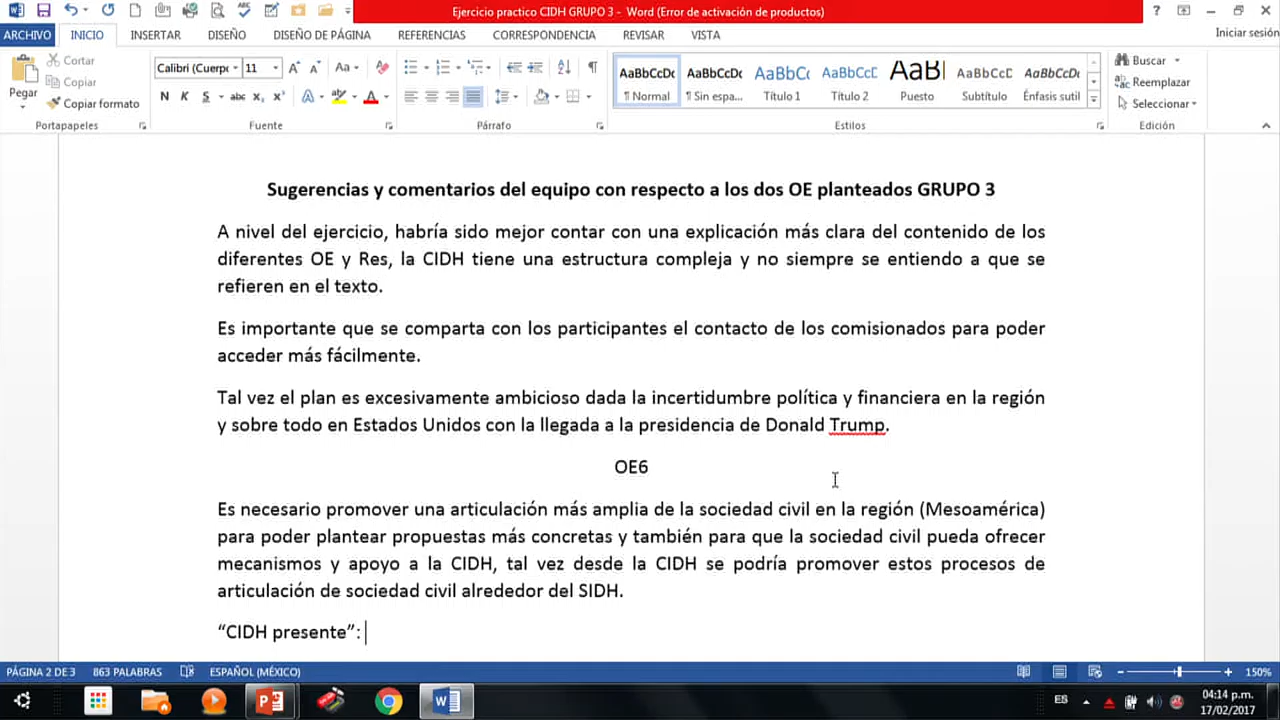 Ejercicio practico CIDH GRUPO 3 - Word (Error de activación de productos)
ARCHIVO INICIO INSERTAR DISEÑO DISEÑO DE PÁGINA REFERENCIAS CORRESPONDENCIA REVISAR VISTA Iniciar sesión
Pegar
Cortar
Copiar
Copiar formato
Portapapeles
Calibri (Cuerpo 11
N K S abc x₂ x²
Fuente
Párrafo
AaBbCcDc AaBbCcDc AaBbCc AaBbCcD AaBl AaBbCcD AaBbCcDc
¶ Normal ¶ Sin espa... Título 1 Título 2 Puesto Subtítulo Énfasis sutil
Estilos
Buscar
Reemplazar
Seleccionar
Edición
Sugerencias y comentarios del equipo con respecto a los dos OE planteados GRUPO 3
A nivel del ejercicio, habría sido mejor contar con una explicación más clara del contenido de los
diferentes OE y Res, la CIDH tiene una estructura compleja y no siempre se entiendo a que se
refieren en el texto.
Es importante que se comparta con los participantes el contacto de los comisionados para poder
acceder más fácilmente.
Tal vez el plan es excesivamente ambicioso dada la incertidumbre política y financiera en la región
y sobre todo en Estados Unidos con la llegada a la presidencia de Donald Trump.
OE6
Es necesario promover una articulación más amplia de la sociedad civil en la región (Mesoamérica)
para poder plantear propuestas más concretas y también para que la sociedad civil pueda ofrecer
mecanismos y apoyo a la CIDH, tal vez desde la CIDH se podría promover estos procesos de
articulación de sociedad civil alrededor del SIDH.
“CIDH presente”:
PÁGINA 2 DE 3 863 PALABRAS ESPAÑOL (MÉXICO) 150%
ES
04:14 p.m.
17/02/2017